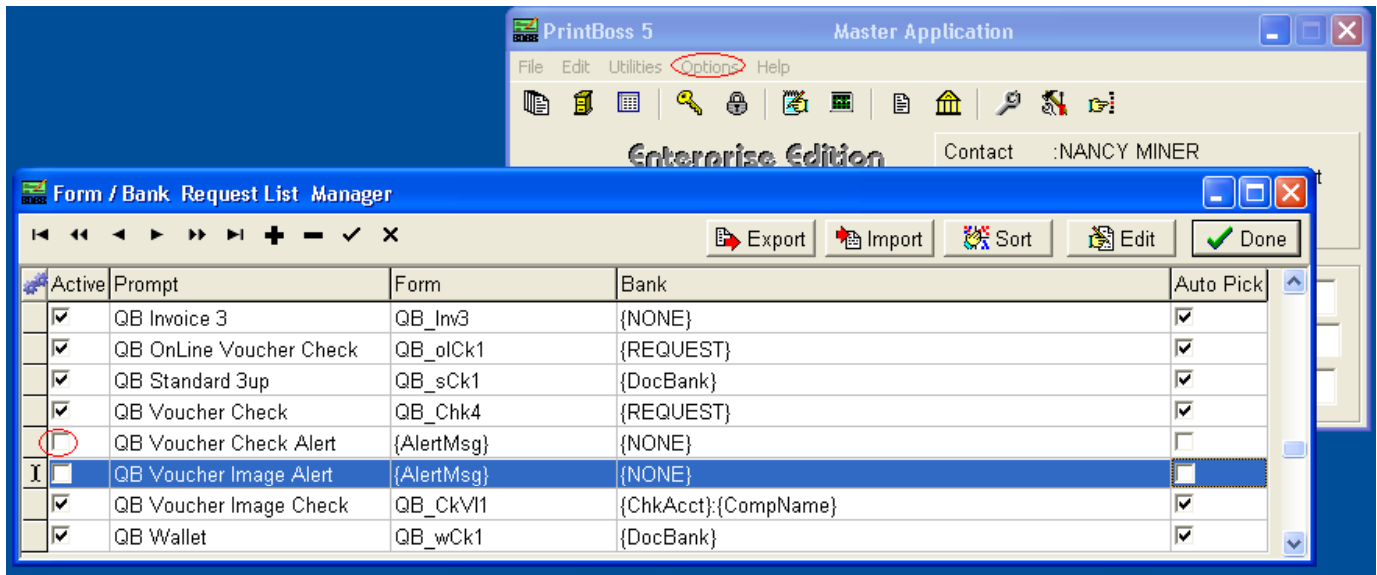 PrintBoss 5 Master Application
File Edit Utilities Options Help
Enterprise Edition
Contact :NANCY MINER
Form / Bank Request List Manager
Export Import Sort Edit Done
Active Prompt Form Bank Auto Pick
QB Invoice 3 QB_Inv3 {NONE}
QB OnLine Voucher Check QB_olCk1 {REQUEST}
QB Standard 3up QB_sCk1 {DocBank}
QB Voucher Check QB_Chk4 {REQUEST}
QB Voucher Check Alert {AlertMsg} {NONE}
QB Voucher Image Alert {AlertMsg} {NONE}
QB Voucher Image Check QB_CkVI1 {ChkAcct}:{CompName}
QB Wallet QB_wCk1 {DocBank}